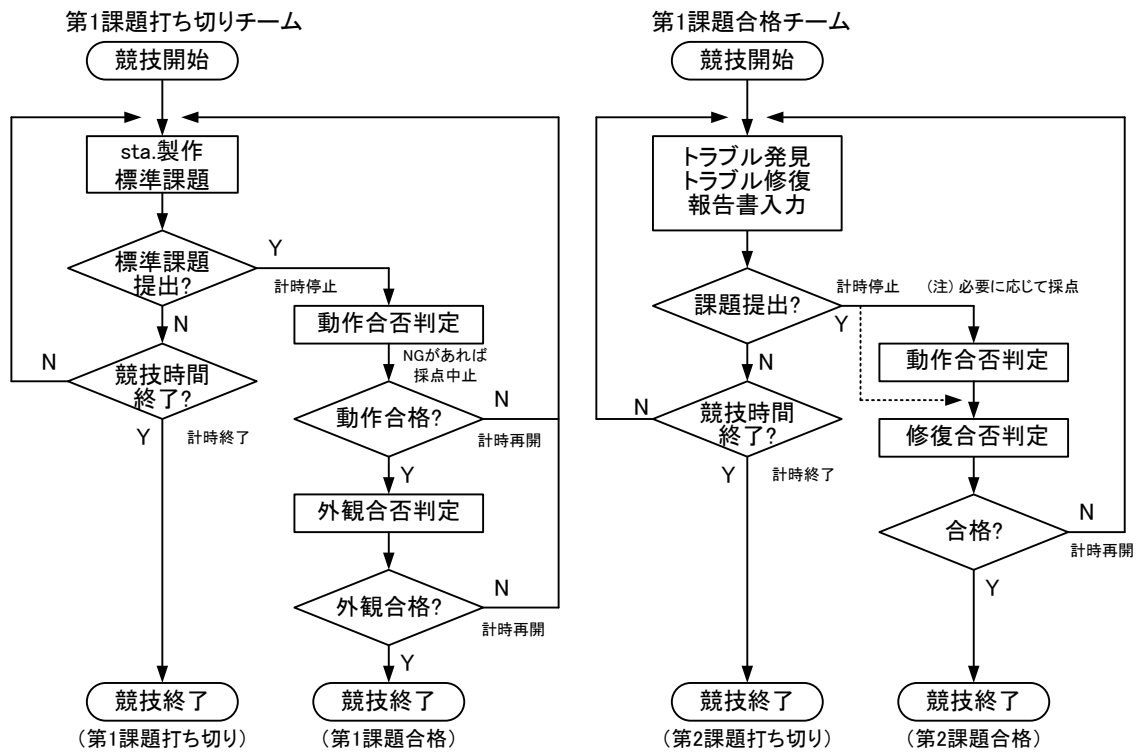 第1課題打ち切りチーム
競技開始
sta.製作
標準課題
標準課題
提出?
Y
計時停止
N
動作合否判定
NGがあれば
採点中止
競技時間
終了?
N
Y
計時終了
動作合格?
N
計時再開
Y
外観合否判定
外観合格?
N
計時再開
Y
競技終了
(第1課題打ち切り)
競技終了
(第1課題合格)
第1課題合格チーム
競技開始
トラブル発見
トラブル修復
報告書入力
課題提出?
計時停止
(注) 必要に応じて採点
Y
N
動作合否判定
競技時間
終了?
N
Y
計時終了
修復合否判定
合格?
N
計時再開
Y
競技終了
(第2課題打ち切り)
競技終了
(第2課題合格)